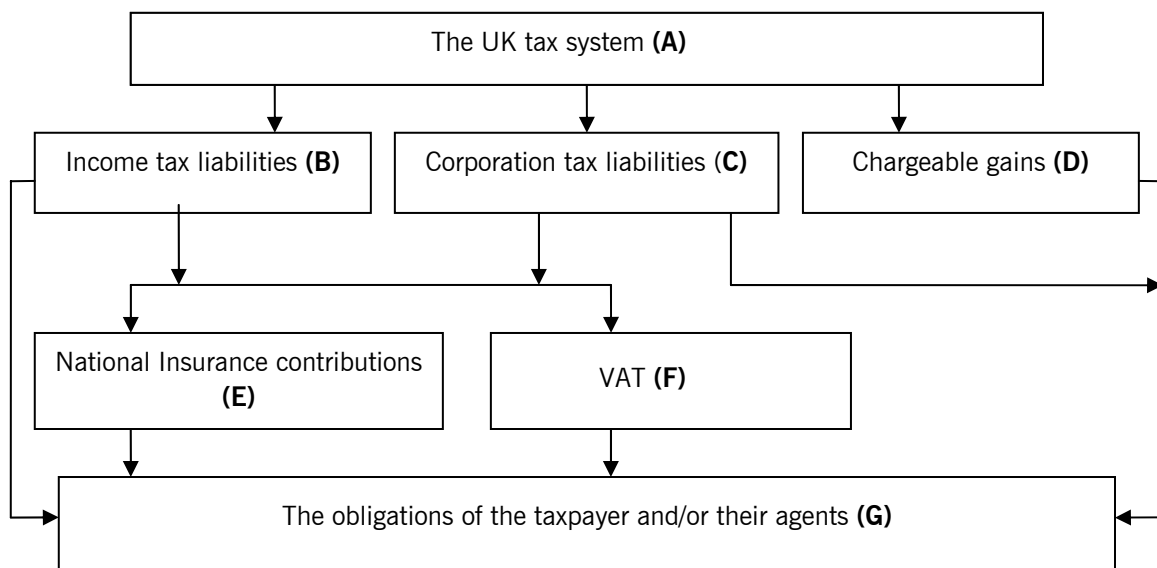 The UK tax system (A)
Income tax liabilities (B)
Corporation tax liabilities (C)
Chargeable gains (D)
National Insurance contributions
(E)
VAT (F)
The obligations of the taxpayer and/or their agents (G)